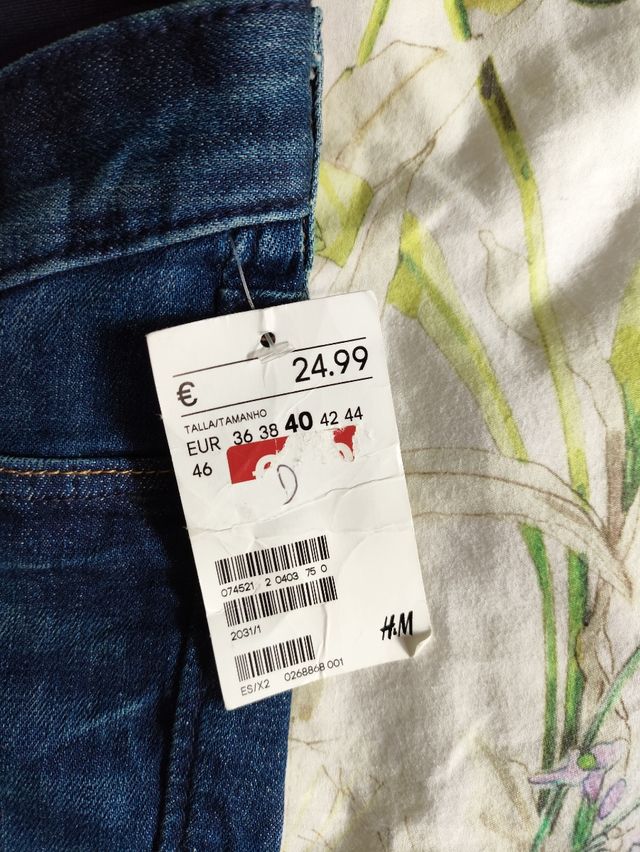 € 24.99
TALLA/TAMANHO
EUR 36 38 40 42 44
46
D
074521 2 0403 75 0
2031/1
H&M
ES/X2 0268868 001